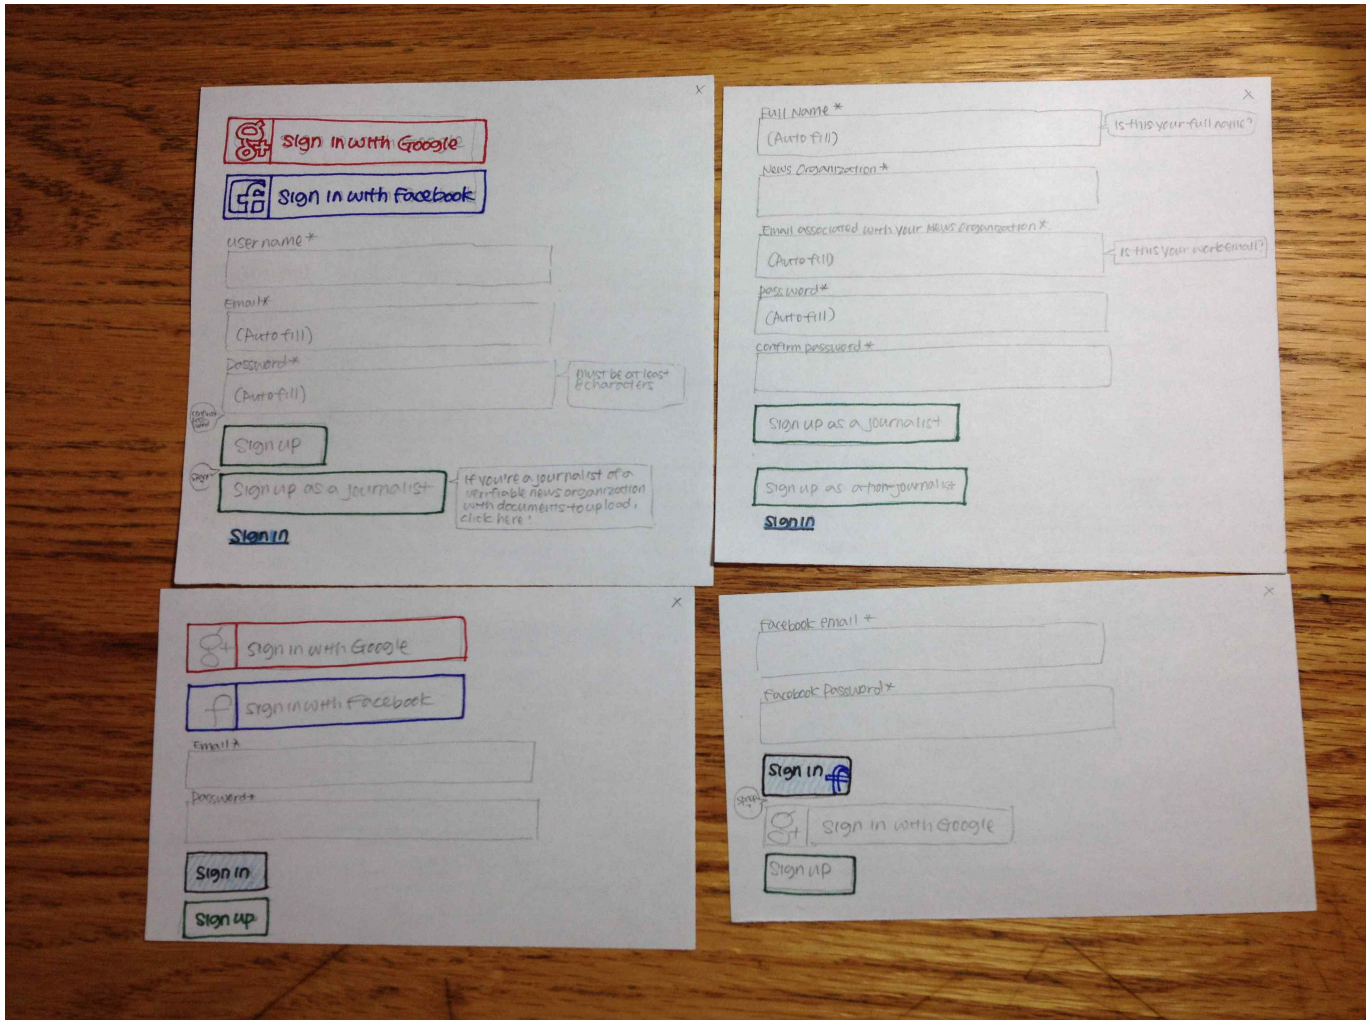 x
g+ Sign in with Google
f Sign in with Facebook
username *
Email *
(Auto fill)
Password *
(Auto fill)
Must be at least
characters
Sign up
Sign up as a journalist
If you're a journalist of a
verifiable news organization
with documents to upload,
click here!
Sign in
x
Full Name *
(Auto fill)
Is this your full name?
News Organization *
Email associated with your News Organization *
(Auto fill)
Is this your work email?
password *
(Auto fill)
confirm password *
Sign up as a journalist
Sign up as a non-journalist
Sign in
x
g+ Sign in with Google
f Sign in with Facebook
Email *
Password *
Sign in
Sign up
x
Facebook email *
Facebook Password *
Sign in f
g+ Sign in with Google
Sign up